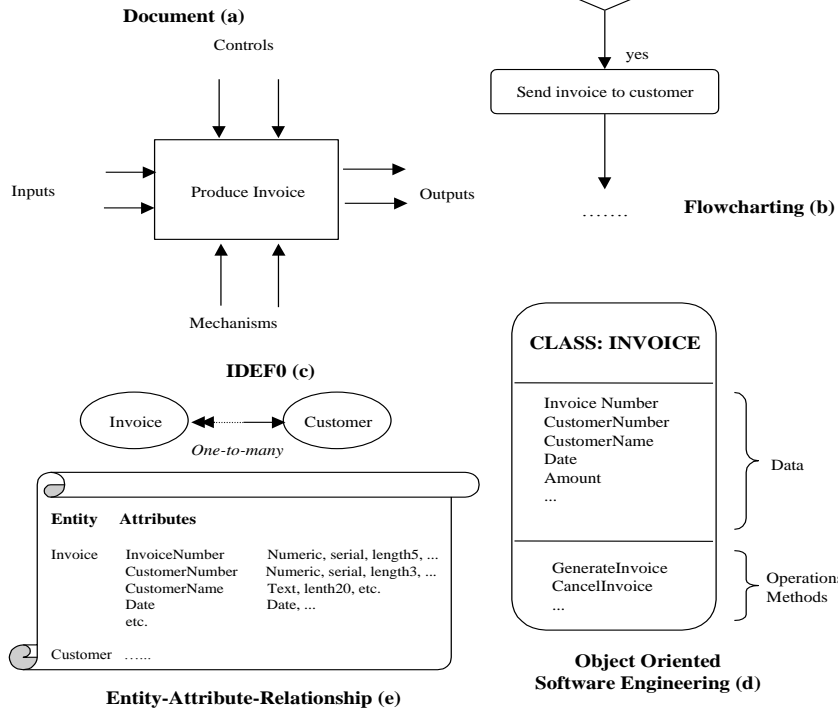 Document (a)
Controls
Inputs
Produce Invoice
Outputs
Mechanisms
IDEF0 (c)
yes
Send invoice to customer
.......
Flowcharting (b)
Invoice
Customer
One-to-many
Entity Attributes
Invoice InvoiceNumber Numeric, serial, length5, ...
CustomerNumber Numeric, serial, length3, ...
CustomerName Text, lenth20, etc.
Date Date, ...
etc.
Customer ......
Entity-Attribute-Relationship (e)
CLASS: INVOICE
Invoice Number
CustomerNumber
CustomerName
Date
Amount
...
Data
GenerateInvoice
CancelInvoice
...
Operation
Methods
Object Oriented
Software Engineering (d)